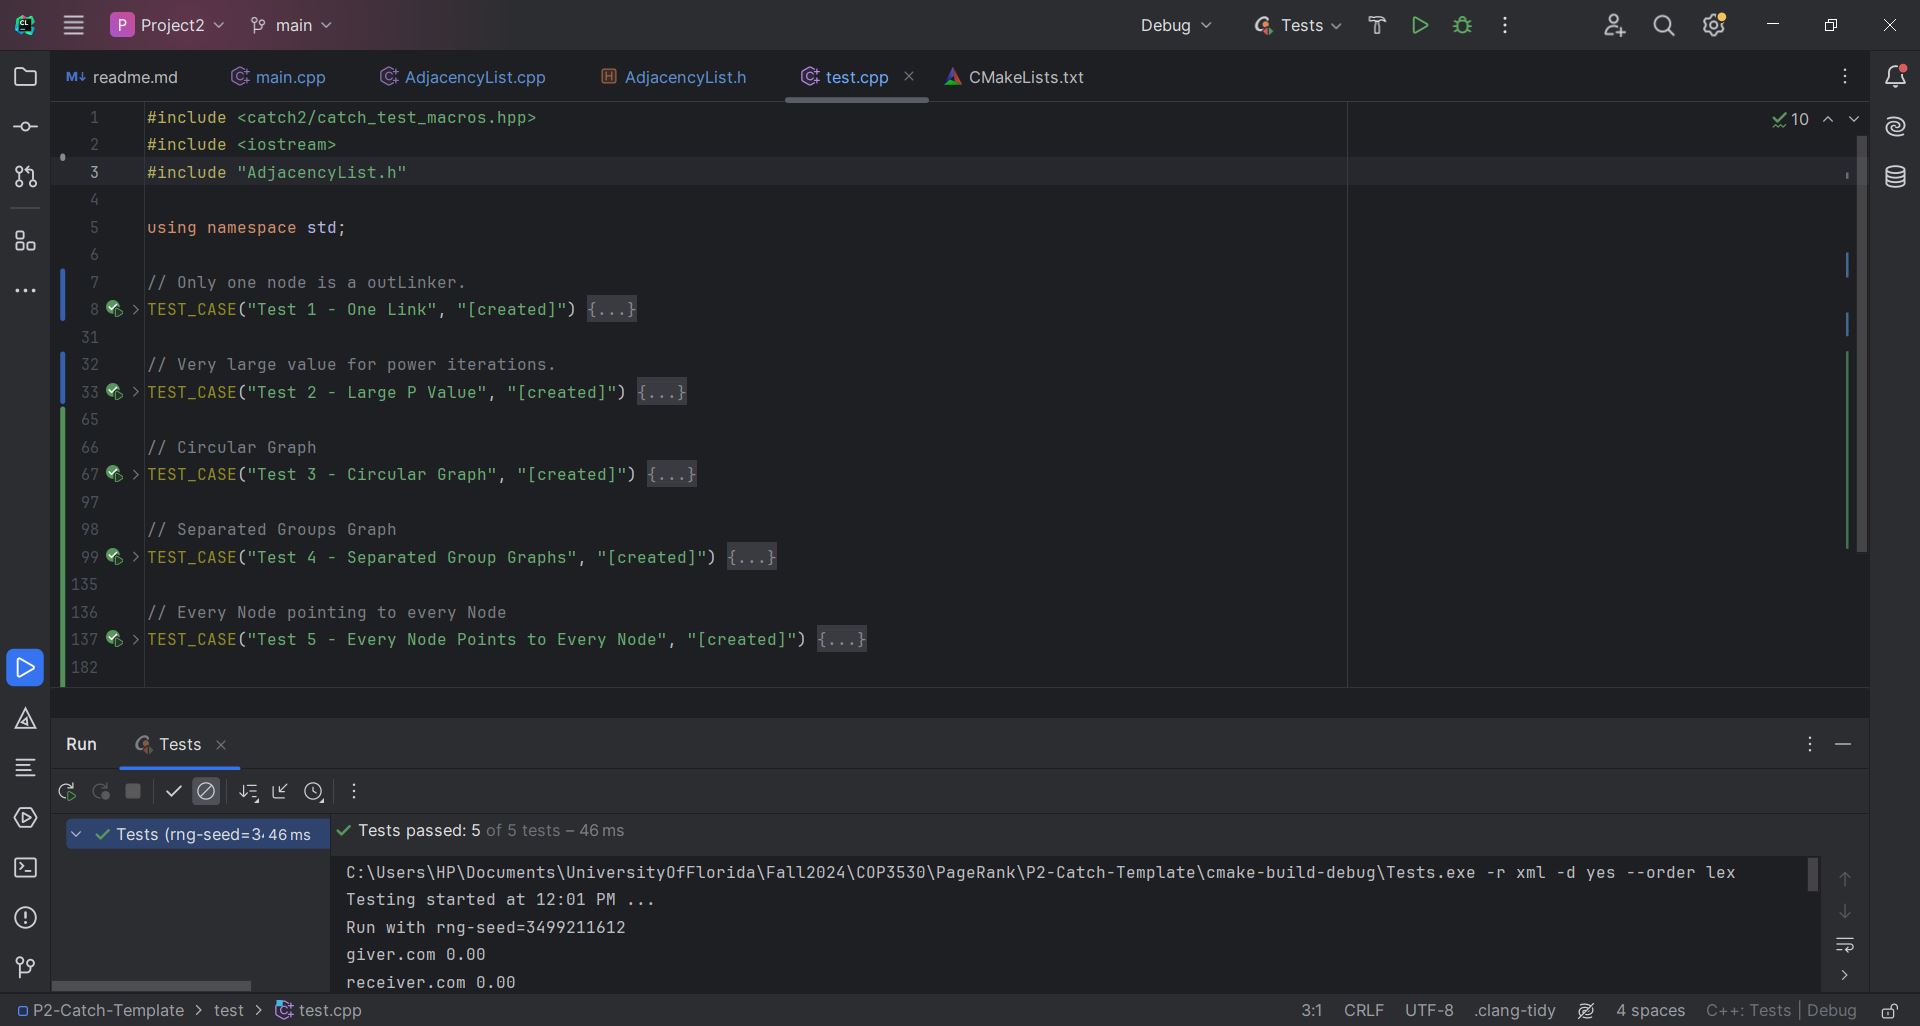 CL P Project2 main Debug Tests
M↓ readme.md main.cpp AdjacencyList.cpp H AdjacencyList.h test.cpp CMakeLists.txt
1 #include <catch2/catch_test_macros.hpp> 10
2 #include <iostream>
3 #include "AdjacencyList.h"
4
5 using namespace std;
6
7 // Only one node is a outLinker.
8 TEST_CASE("Test 1 - One Link", "[created]") {...}
31
32 // Very large value for power iterations.
33 TEST_CASE("Test 2 - Large P Value", "[created]") {...}
65
66 // Circular Graph
67 TEST_CASE("Test 3 - Circular Graph", "[created]") {...}
97
98 // Separated Groups Graph
99 TEST_CASE("Test 4 - Separated Group Graphs", "[created]") {...}
135
136 // Every Node pointing to every Node
137 TEST_CASE("Test 5 - Every Node Points to Every Node", "[created]") {...}
182
Run Tests
Tests (rng-seed=34 46 ms
Tests passed: 5 of 5 tests – 46 ms
C:\Users\HP\Documents\UniversityOfFlorida\Fall2024\COP3530\PageRank\P2-Catch-Template\cmake-build-debug\Tests.exe -r xml -d yes --order lex
Testing started at 12:01 PM ...
Run with rng-seed=3499211612
giver.com 0.00
receiver.com 0.00
P2-Catch-Template > test > test.cpp 3:1 CRLF UTF-8 .clang-tidy 4 spaces C++: Tests | Debug